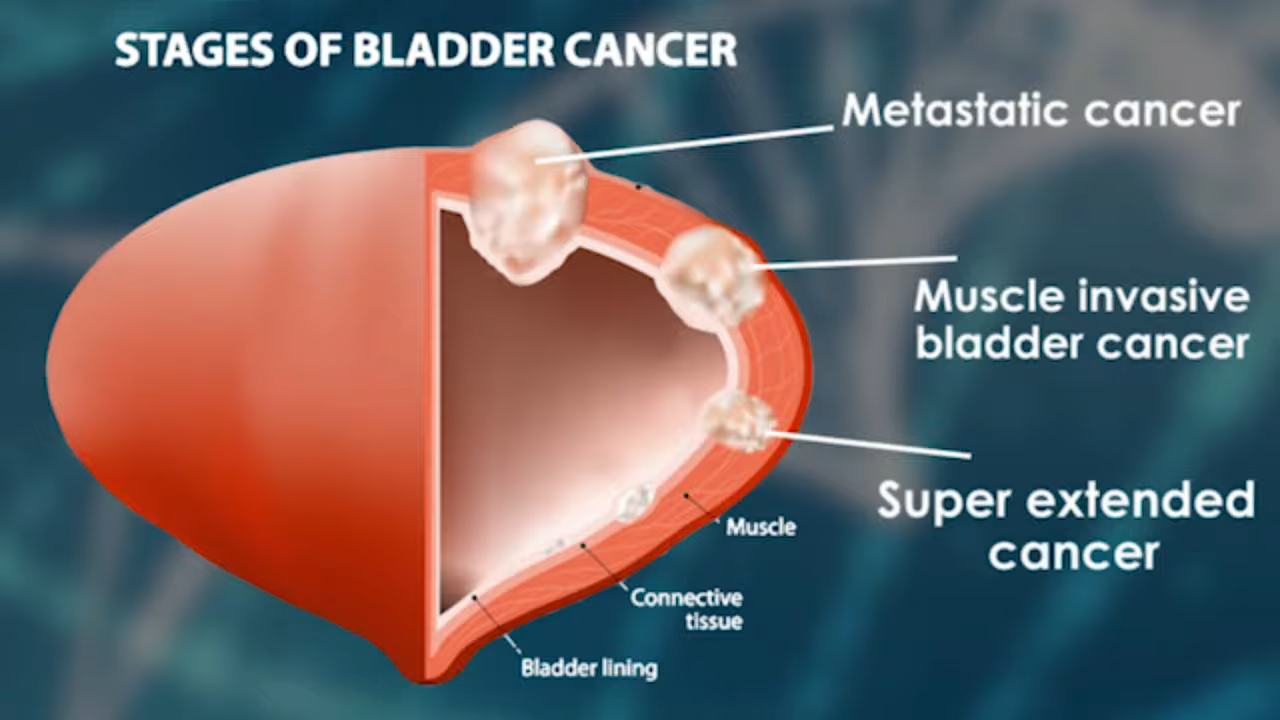 STAGES OF BLADDER CANCER
Metastatic cancer
Muscle invasive
bladder cancer
Super extended
cancer
Muscle
Connective
tissue
Bladder lining